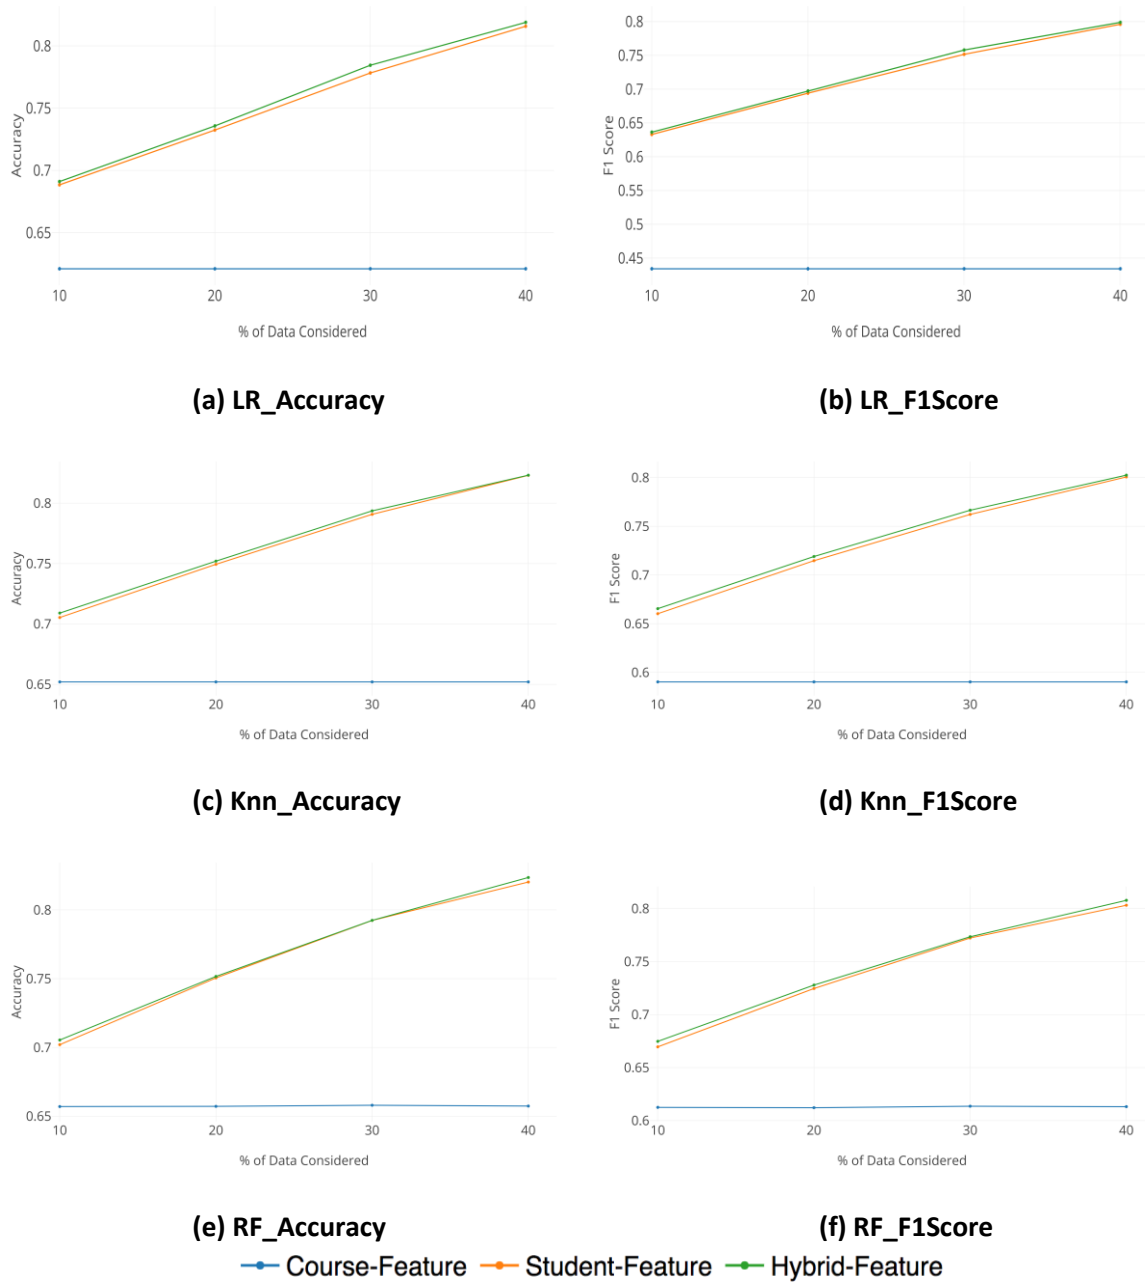 0.8
0.75
0.7
0.65
Accuracy
10 20 30 40
% of Data Considered
(a) LR_Accuracy
0.8
0.75
0.7
0.65
0.6
0.55
0.5
0.45
F1 Score
10 20 30 40
% of Data Considered
(b) LR_F1Score
0.8
0.75
0.7
0.65
Accuracy
10 20 30 40
% of Data Considered
(c) Knn_Accuracy
0.8
0.75
0.7
0.65
0.6
F1 Score
10 20 30 40
% of Data Considered
(d) Knn_F1Score
0.8
0.75
0.7
0.65
Accuracy
10 20 30 40
% of Data Considered
(e) RF_Accuracy
0.8
0.75
0.7
0.65
0.6
F1 Score
10 20 30 40
% of Data Considered
(f) RF_F1Score
Course-Feature Student-Feature Hybrid-Feature